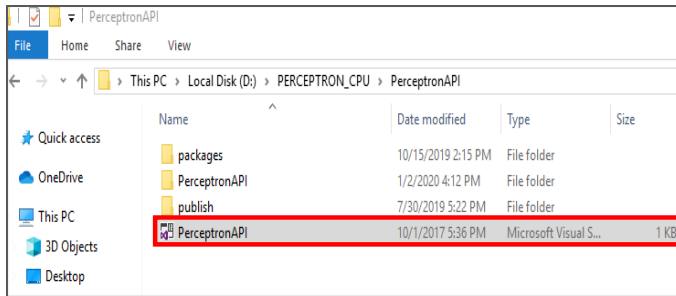 PerceptronAPI
File Home Share View
This PC > Local Disk (D:) > PERCEPTRON_CPU > PerceptronAPI
Name Date modified Type Size
Quick access
packages 10/15/2019 2:15 PM File folder
OneDrive
PerceptronAPI 1/2/2020 4:12 PM File folder
publish 7/30/2019 5:22 PM File folder
This PC
PerceptronAPI 10/1/2017 5:36 PM Microsoft Visual S... 1 KB
3D Objects
Desktop